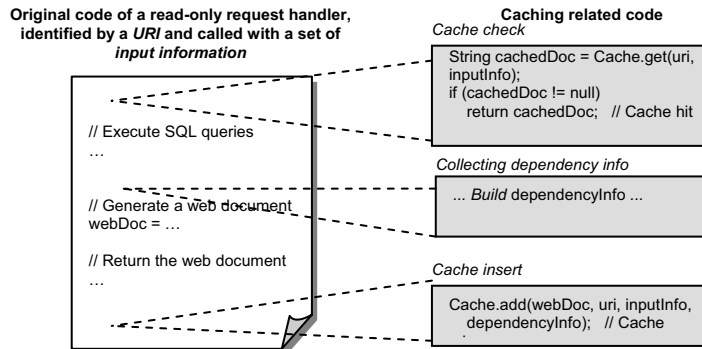 Original code of a read-only request handler,
identified by a URI and called with a set of
input information
// Execute SQL queries
…
// Generate a web document
webDoc = …
// Return the web document
…
Caching related code
Cache check
String cachedDoc = Cache.get(uri,
inputInfo);
if (cachedDoc != null)
return cachedDoc; // Cache hit
Collecting dependency info
... Build dependencyInfo ...
Cache insert
Cache.add(webDoc, uri, inputInfo,
dependencyInfo); // Cache